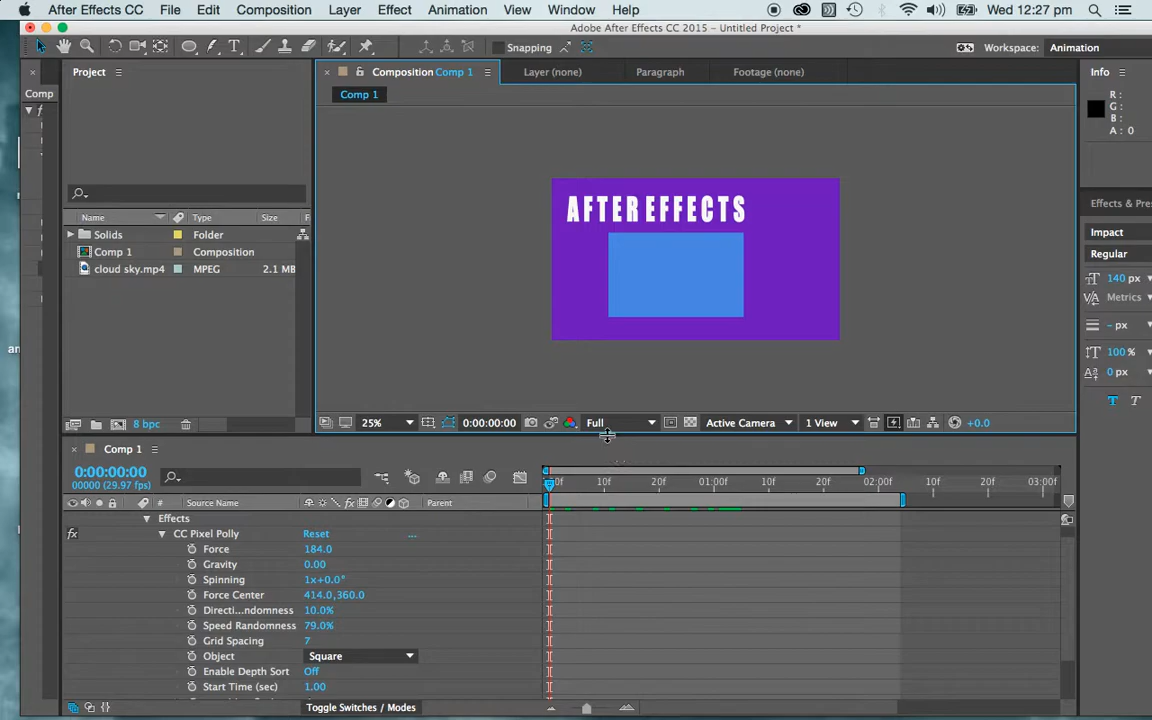 After Effects CC File Edit Composition Layer Effect Animation View Window Help Wed 12:27 pm
Adobe After Effects CC 2015 – Untitled Project *
Snapping Workspace: Animation
Project Composition Comp 1 Layer (none) Paragraph Footage (none) Info
Comp Comp 1 R :
G :
B :
A : 0
AFTER EFFECTS
Name Type Size F Effects & Pre
Solids Folder Impact
Comp 1 Composition Regular
cloud sky.mp4 MPEG 2.1 MB 140 px
Metrics
- px
100 %
0 px
8 bpc 25% 0:00:00:00 Full Active Camera 1 View +0.0
T T
Comp 1
0:00:00:00
00000 (29.97 fps) 0f 10f 20f 01:00f 10f 20f 10f 03:00f
# Source Name Parent
Effects
fx CC Pixel Polly Reset ...
Force 184.0
Gravity 0.00
Spinning 1x+0.0°
Force Center 414.0,360.0
Directi...ndomness 10.0%
Speed Randomness 79.0%
Grid Spacing 7
Object Square
Enable Depth Sort Off
Start Time (sec) 1.00
Toggle Switches / Modes